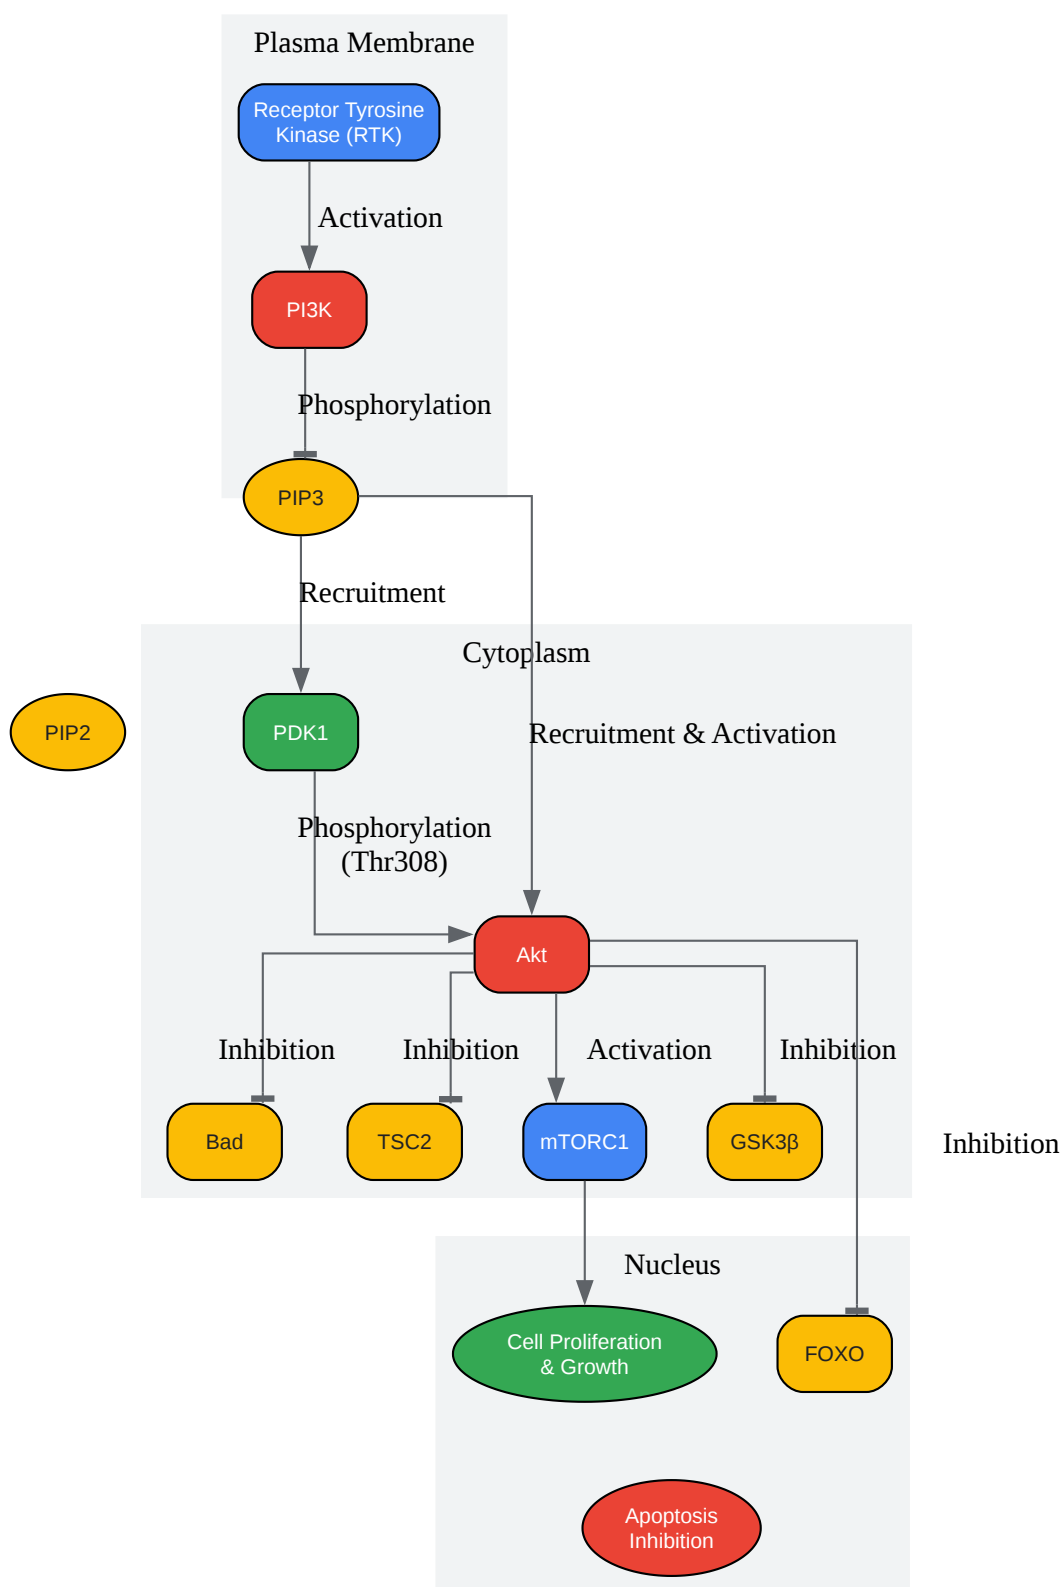 Plasma Membrane
Receptor Tyrosine
Kinase (RTK)
Activation
PI3K
Phosphorylation
PIP3
Recruitment
Cytoplasm
PIP2
PDK1
Recruitment & Activation
Phosphorylation
(Thr308)
Akt
Inhibition
Inhibition
Activation
Inhibition
Bad
TSC2
mTORC1
GSK3β
Inhibition
Nucleus
Cell Proliferation
& Growth
FOXO
Apoptosis
Inhibition